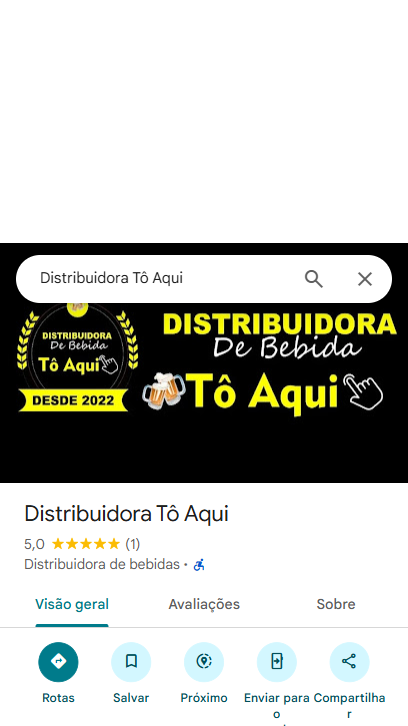 Distribuidora Tô Aqui
DISTRIBUIDORA
De Bebida
Tô Aqui
DESDE 2022
DISTRIBUIDORA
De Bebida
Tô Aqui
Distribuidora Tô Aqui
5,0 ★★★★★ (1)
Distribuidora de bebidas ·
Visão geral Avaliações Sobre
Rotas
Salvar
Próximo
Enviar para
o
Compartilha
r